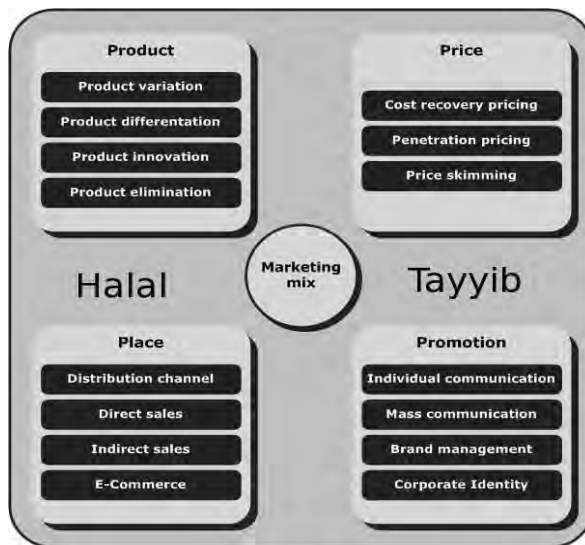 Product
Product variation
Product differentation
Product innovation
Product elimination
Price
Cost recovery pricing
Penetration pricing
Price skimming
Halal
Marketing
mix
Tayyib
Place
Distribution channel
Direct sales
Indirect sales
E-Commerce
Promotion
Individual communication
Mass communication
Brand management
Corporate Identity